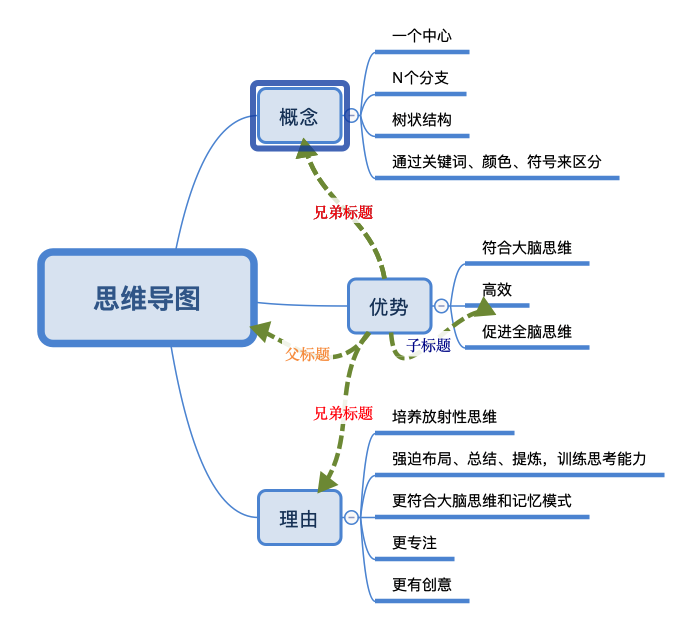 一个中心
N个分支
概念
树状结构
通过关键词、颜色、符号来区分
兄弟标题
符合大脑思维
思维导图
优势
高效
促进全脑思维
父标题
子标题
兄弟标题
培养放射性思维
强迫布局、总结、提炼，训练思考能力
理由
更符合大脑思维和记忆模式
更专注
更有创意